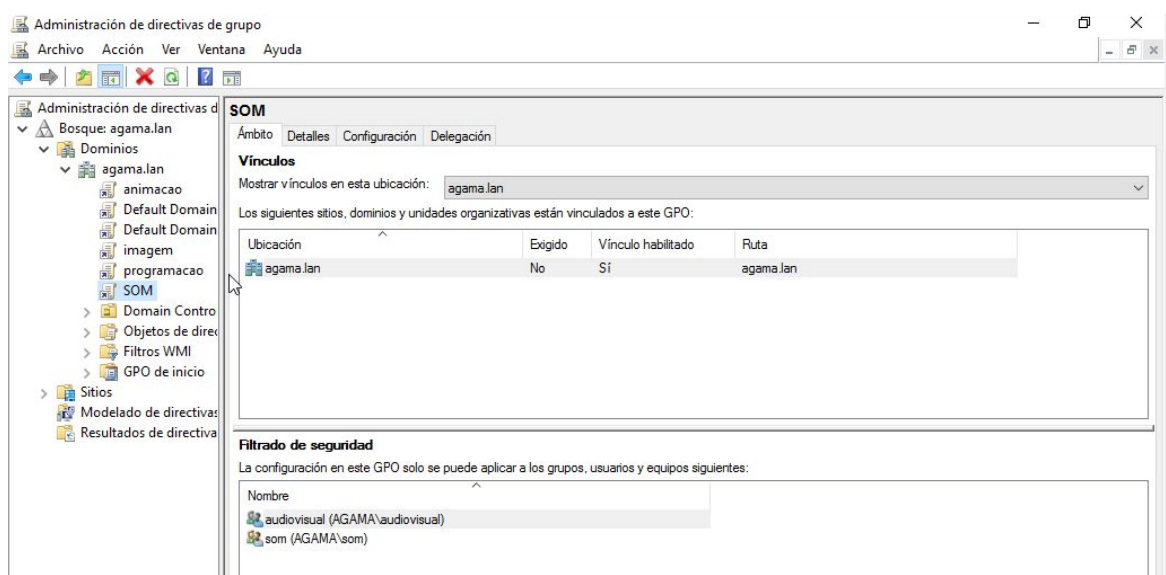 Administración de directivas de grupo
Archivo Acción Ver Ventana Ayuda
Administración de directivas d
Bosque: agama.lan
Dominios
agama.lan
animacao
Default Domain
Default Domain
imagem
programacao
SOM
Domain Contro
Objetos de direc
Filtros WMI
GPO de inicio
Sitios
Modelado de directivas
Resultados de directiva
SOM
Ámbito Detalles Configuración Delegación
Vínculos
Mostrar vínculos en esta ubicación: agama.lan
Los siguientes sitios, dominios y unidades organizativas están vinculados a este GPO:
Ubicación Exigido Vínculo habilitado Ruta
agama.lan No Sí agama.lan
Filtrado de seguridad
La configuración en este GPO solo se puede aplicar a los grupos, usuarios y equipos siguientes:
Nombre
audiovisual (AGAMA\audiovisual)
som (AGAMA\som)